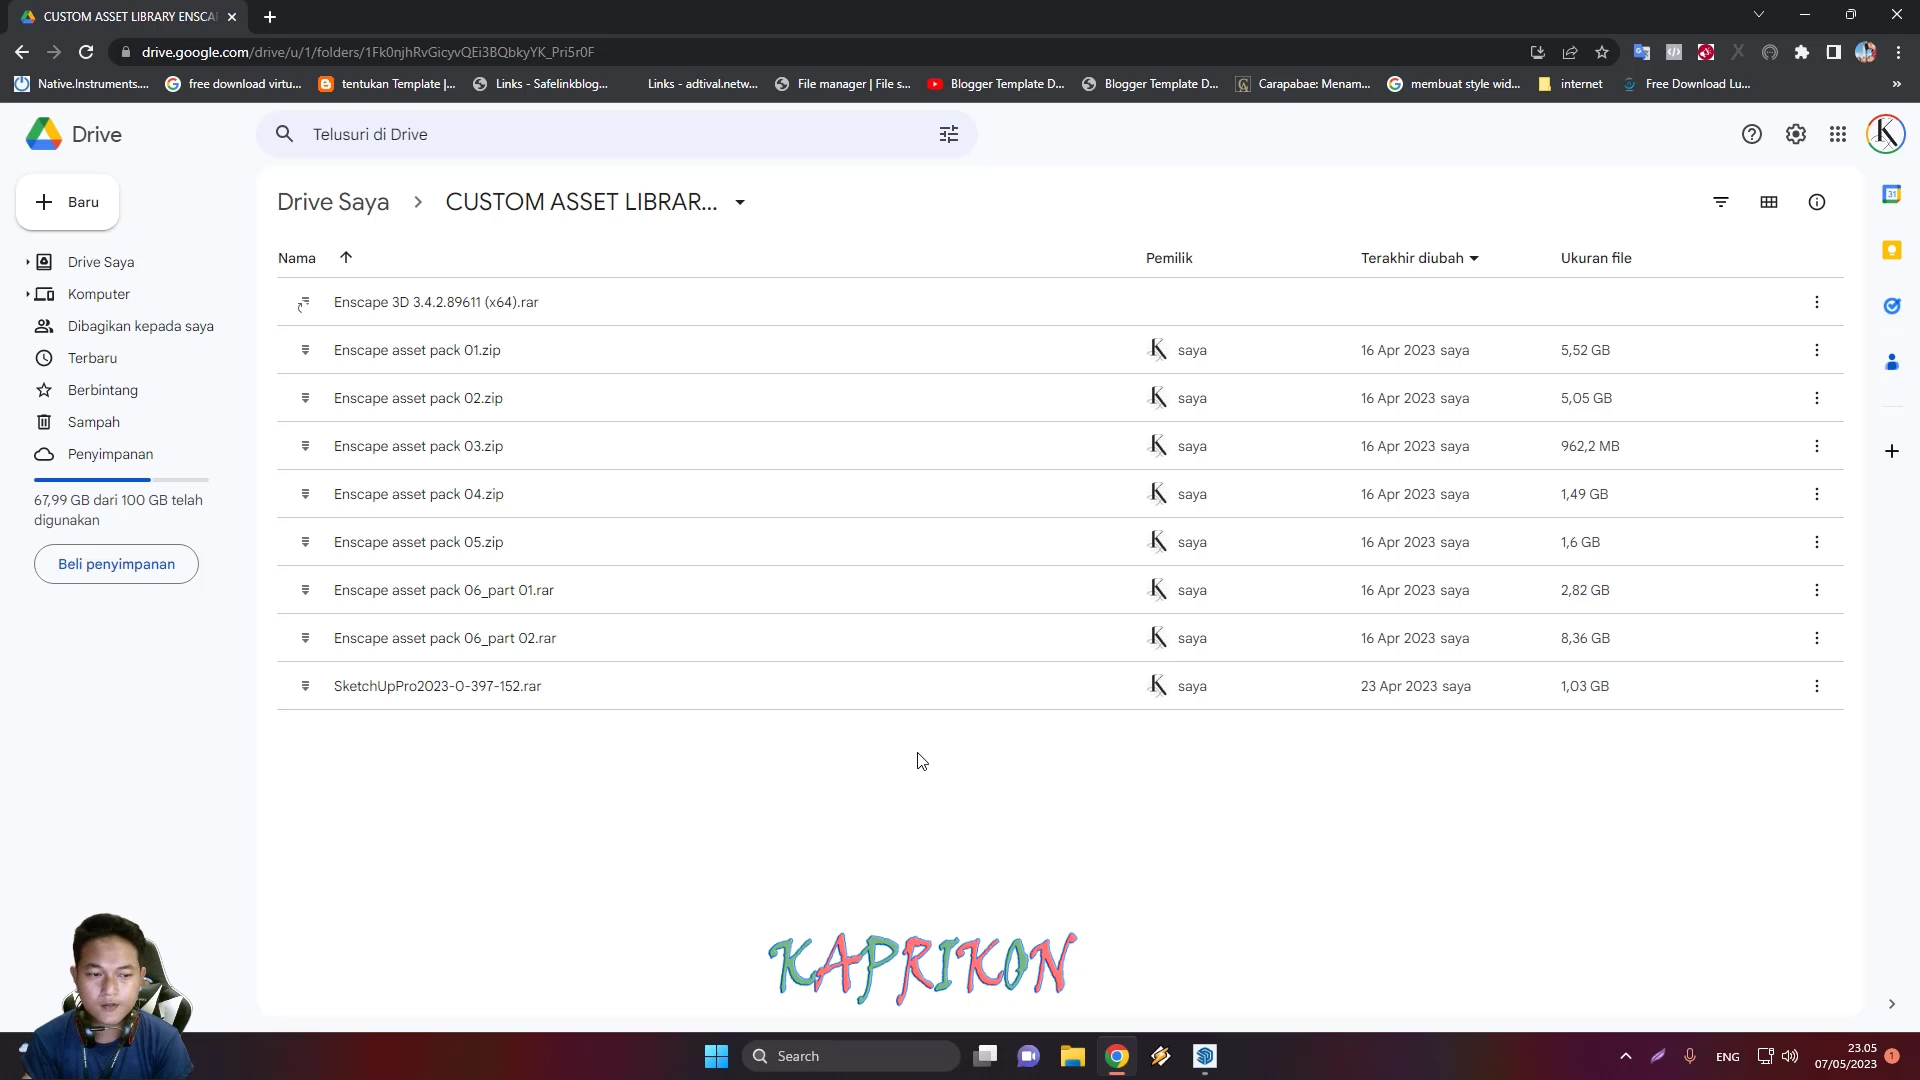 CUSTOM ASSET LIBRARY ENSCA
drive.google.com/drive/u/1/folders/1Fk0njhRvGicyvQEi3BQbkyYK_Pri5r0F
Native.Instruments.... free download virtu... tentukan Template |... Links - Safelinkblog... Links - adtival.netw... File manager | File s... Blogger Template D... Blogger Template D... Carapabae: Menam... membuat style wid... internet Free Download Lu... »
Drive
Telusuri di Drive
Baru
Drive Saya
Komputer
Dibagikan kepada saya
Terbaru
Berbintang
Sampah
Penyimpanan
67,99 GB dari 100 GB telah
digunakan
Beli penyimpanan
Drive Saya > CUSTOM ASSET LIBRAR...
Nama Pemilik Terakhir diubah Ukuran file
Enscape 3D 3.4.2.89611 (x64).rar
Enscape asset pack 01.zip saya 16 Apr 2023 saya 5,52 GB
Enscape asset pack 02.zip saya 16 Apr 2023 saya 5,05 GB
Enscape asset pack 03.zip saya 16 Apr 2023 saya 962,2 MB
Enscape asset pack 04.zip saya 16 Apr 2023 saya 1,49 GB
Enscape asset pack 05.zip saya 16 Apr 2023 saya 1,6 GB
Enscape asset pack 06_part 01.rar saya 16 Apr 2023 saya 2,82 GB
Enscape asset pack 06_part 02.rar saya 16 Apr 2023 saya 8,36 GB
SketchUpPro2023-0-397-152.rar saya 23 Apr 2023 saya 1,03 GB
31
KAPRIKON
Search
ENG
23.05
07/05/2023
1